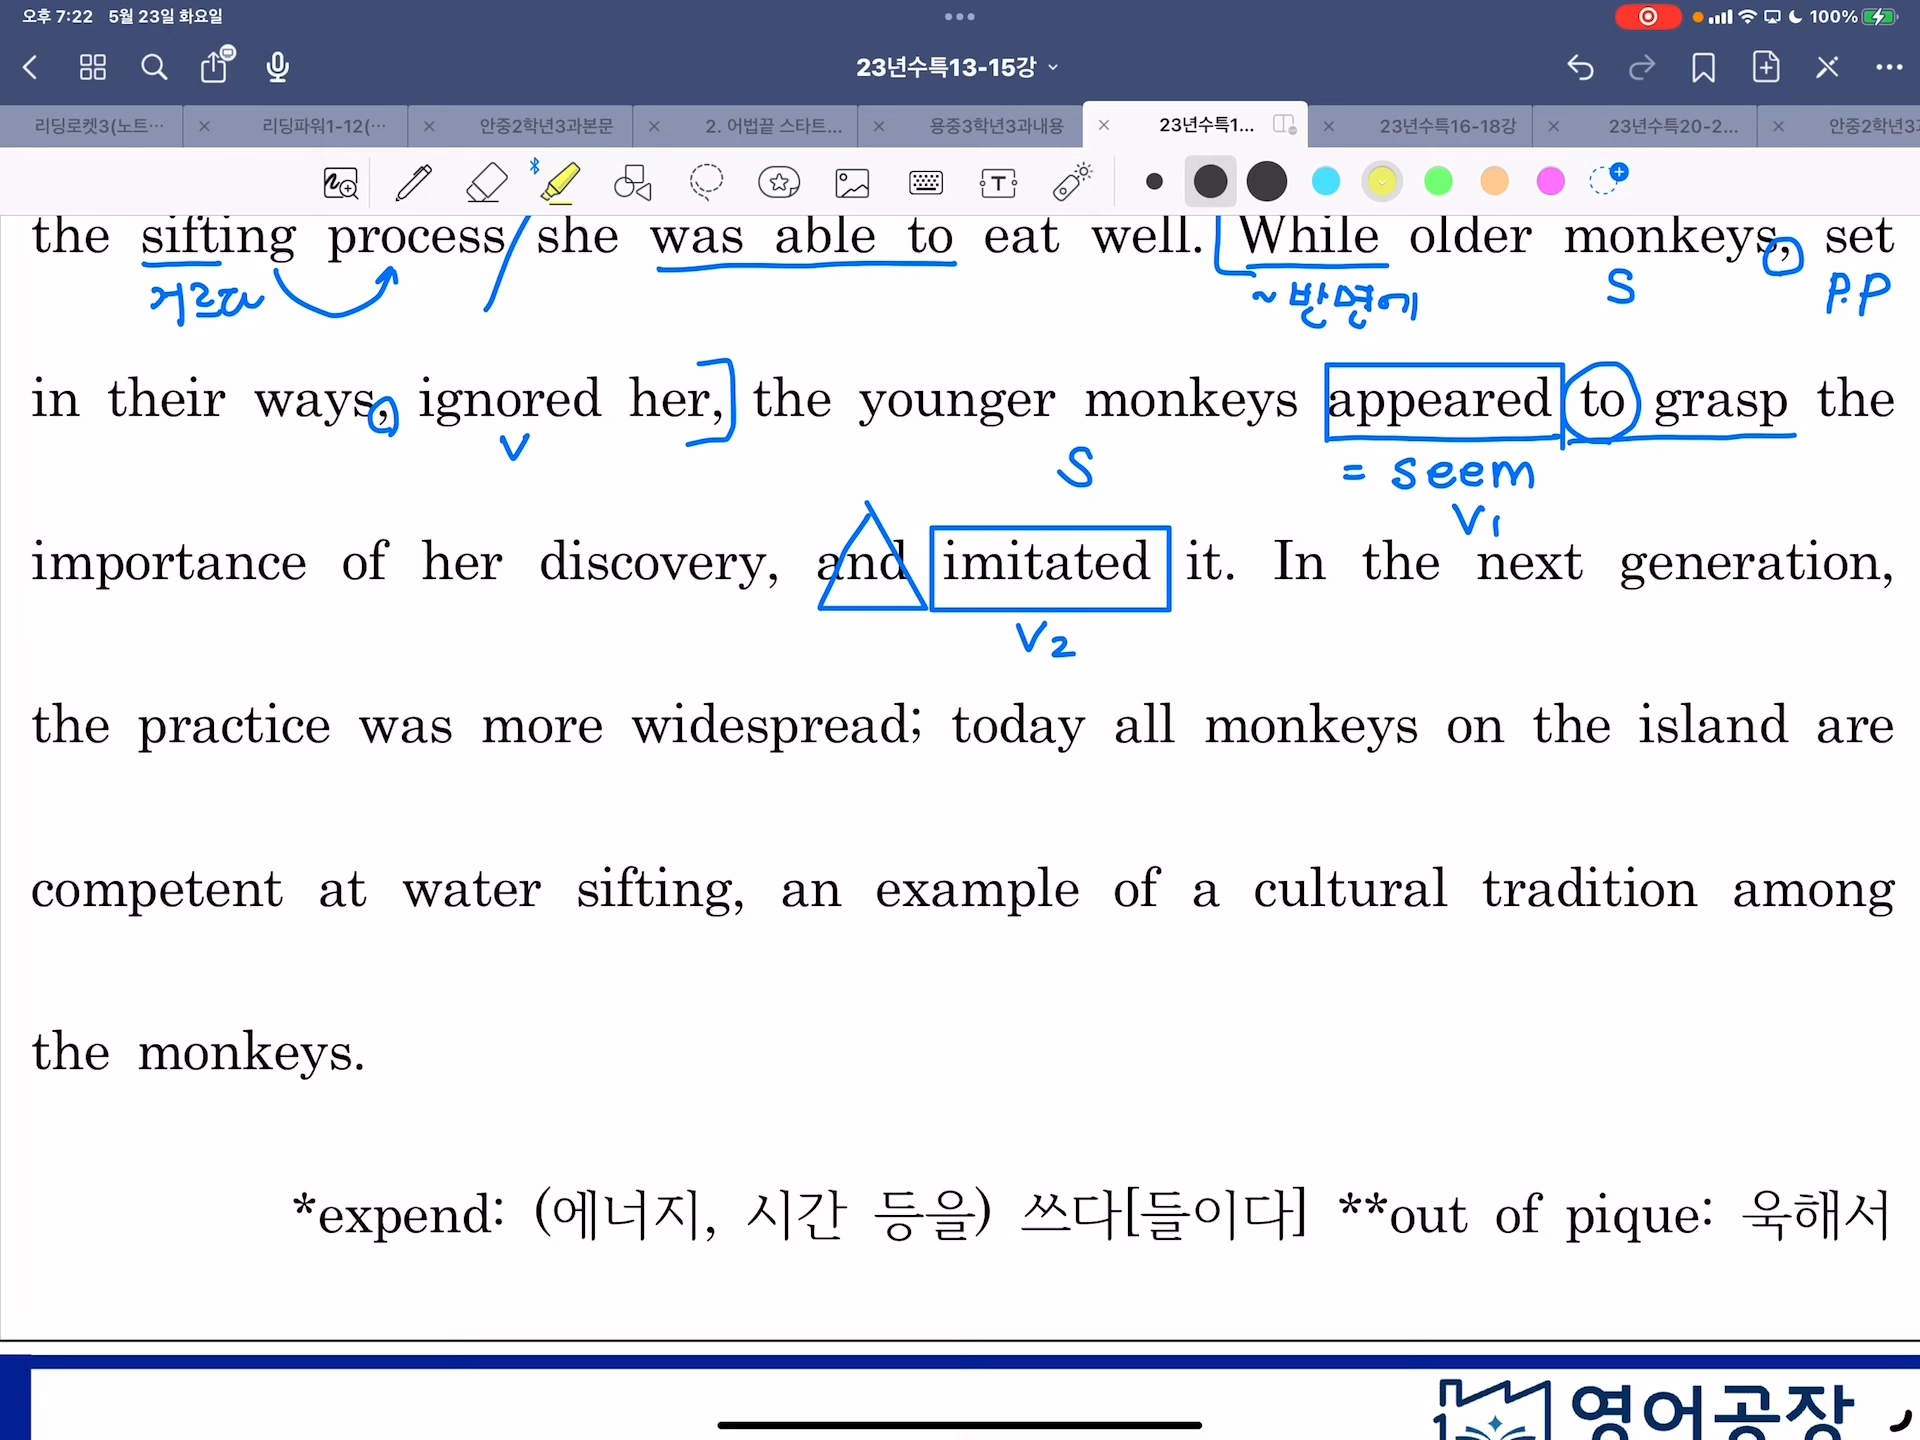 오후 7:22 5월 23일 화요일
100%
23년수특13-15강
리딩로켓3(노트…
리딩파워1-12(…
안중2학년3과본문
2. 어법끝 스타트...
용중3학년3과내용
23년수특1...
23년수특16-18강
23년수특20-2...
안중2학년3
the sifting process she was able to eat well. While older monkeys, set
거르다
~반면에
S
P.P
in their ways, ignored her, the younger monkeys appeared to grasp the
V
S
= seem
V1
importance of her discovery, and imitated it. In the next generation,
V2
the practice was more widespread; today all monkeys on the island are
competent at water sifting, an example of a cultural tradition among
the monkeys.
*expend: (에너지, 시간 등을) 쓰다[들이다] **out of pique: 욱해서
영어공장